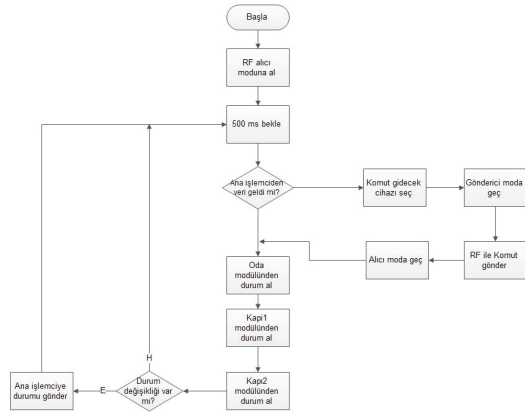 Başla
RF alıcı
moduna al
500 ms bekle
Ana işlemciden
veri geldi mi?
Komut gidecek
cihazı seç
Gönderici moda
geç
RF ile Komut
gönder
Alıcı moda geç
Oda
modülünden
durum al
Kapi1
modülünden
durum al
Kapı2
modülünden
durum al
Durum
değişikliği var
mı?
H
E
Ana işlemciye
durumu gönder